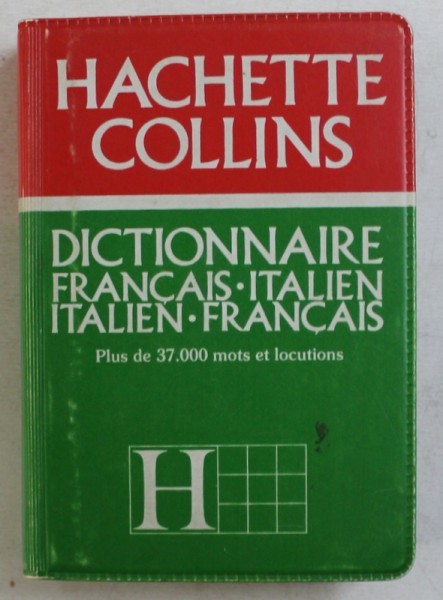 HACHETTE
COLLINS
DICTIONNAIRE
FRANÇAIS·ITALIEN
ITALIEN·FRANÇAIS
Plus de 37.000 mots et locutions
H